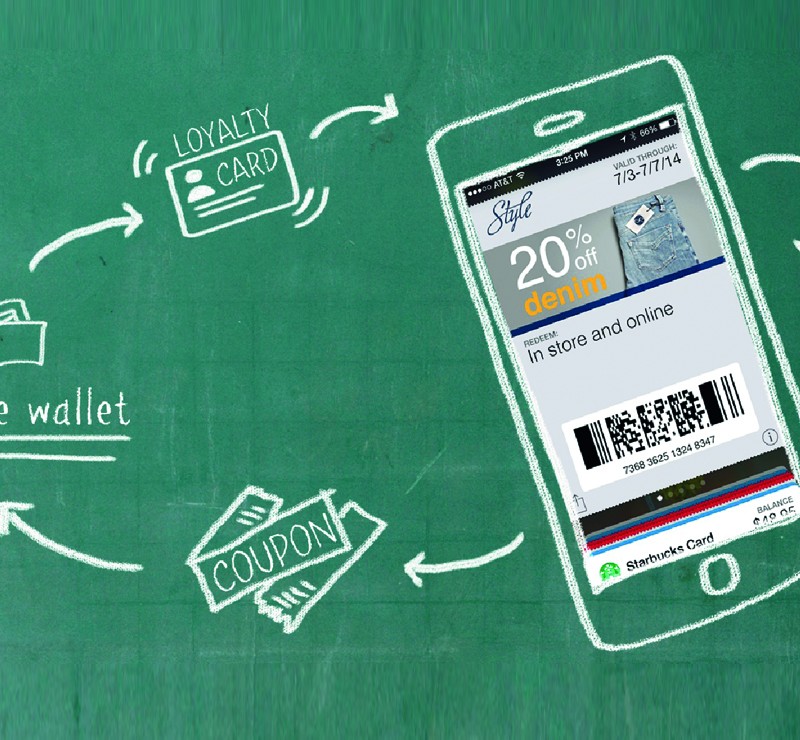 LOYALTY
CARD
AT&T 3:25 PM 66%
VALID THROUGH:
7/3-7/7/14
Style
20% off
denim
REDEEM:
In store and online
7368 3625 1324 8347
BALANCE
$48.95
Starbucks Card
e wallet
COUPON